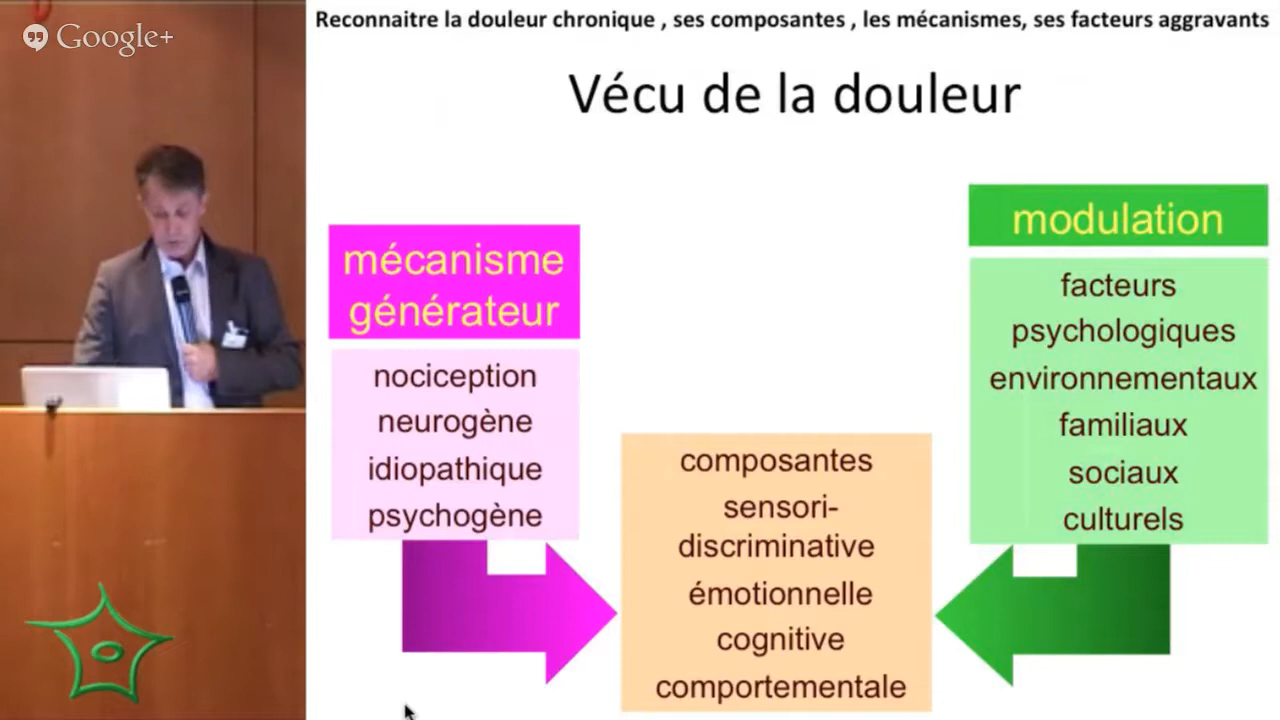 Google+
Reconnaitre la douleur chronique , ses composantes , les mécanismes, ses facteurs aggravants
Vécu de la douleur
mécanisme
générateur
nociception
neurogène
idiopathique
psychogène
composantes
sensori-
discriminative
émotionnelle
cognitive
comportementale
modulation
facteurs
psychologiques
environnementaux
familiaux
sociaux
culturels